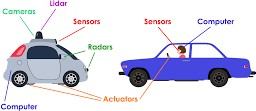 Lidar
Cameras
Sensors
Radars
Computer
Actuators
Sensors
Computer